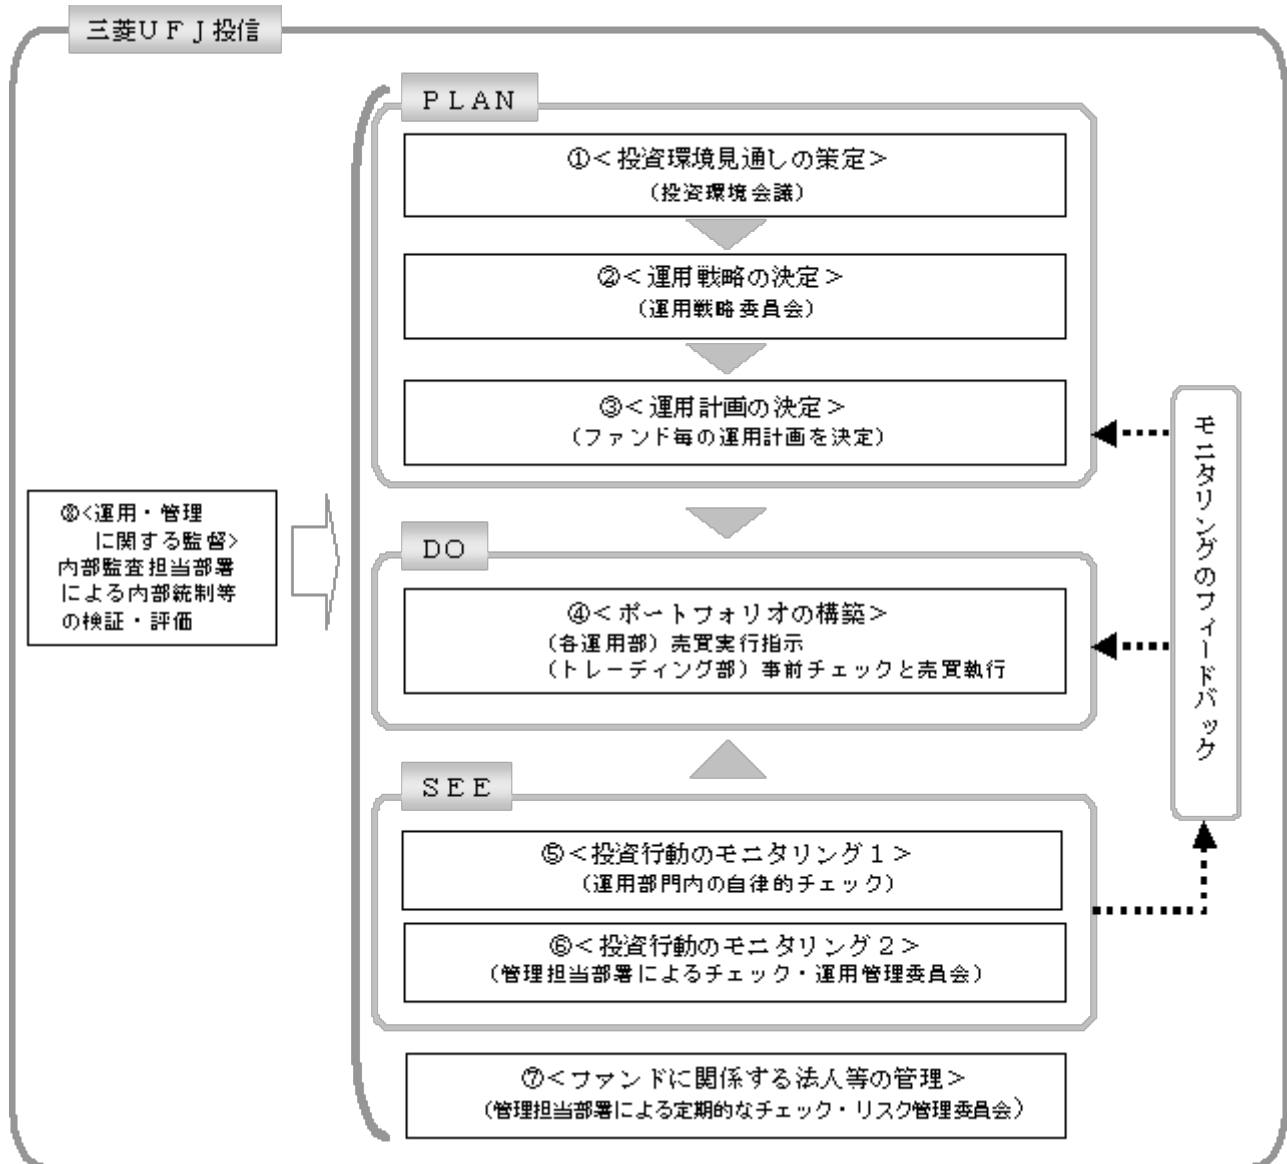 三菱ＵＦＪ投信
ＰＬＡＮ
①＜投資環境見通しの策定＞
（投資環境会議）
②＜運用戦略の決定＞
（運用戦略委員会）
③＜運用計画の決定＞
（ファンド毎の運用計画を決定）
ＤＯ
④＜ポートフォリオの構築＞
（各運用部）売買実行指示
（トレーディング部）事前チェックと売買執行
ＳＥＥ
⑤＜投資行動のモニタリング１＞
（運用部門内の自律的チェック）
⑥＜投資行動のモニタリング２＞
（管理担当部署によるチェック・運用管理委員会）
⑦＜ファンドに関係する法人等の管理＞
（管理担当部署による定期的なチェック・リスク管理委員会）
⑧<運用・管理
に関する監督>
内部監査担当部署
による内部統制等
の検証・評価
モニタリングのフィードバック